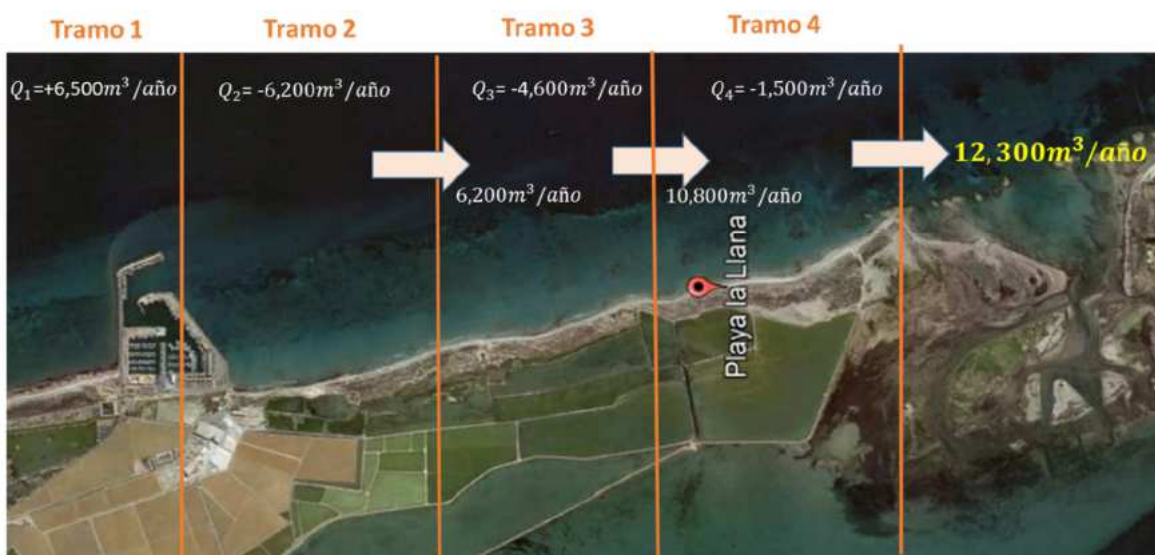 Tramo 1
Tramo 2
Tramo 3
Tramo 4
Q₁=+6,500m³/año
Q₂= -6,200m³/año
Q₃= -4,600m³/año
Q₄= -1,500m³/año
12,300m³/año
6,200m³/año
10,800m³/año
Playa la Llana